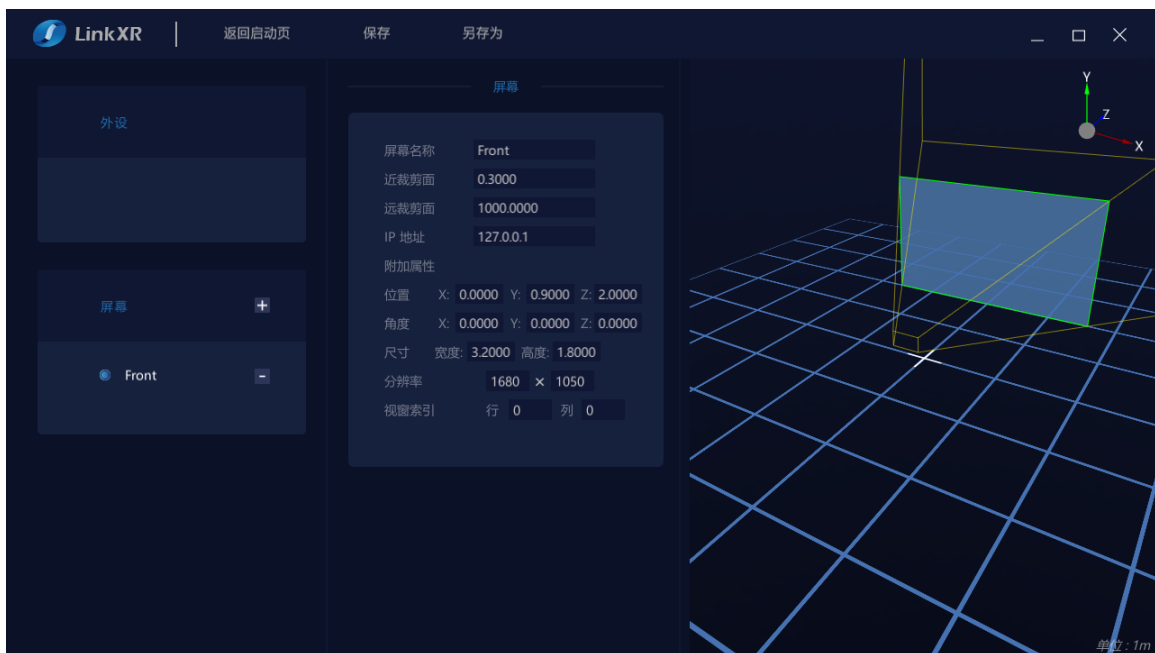 LinkXR 返回启动页 保存 另存为
外设
屏幕 +
Front -
屏幕
屏幕名称 Front
近裁剪面 0.3000
远裁剪面 1000.0000
IP 地址 127.0.0.1
附加属性
位置 X: 0.0000 Y: 0.9000 Z: 2.0000
角度 X: 0.0000 Y: 0.0000 Z: 0.0000
尺寸 宽度: 3.2000 高度: 1.8000
分辨率 1680 × 1050
视窗索引 行 0 列 0
Y
Z
X
单位 : 1m